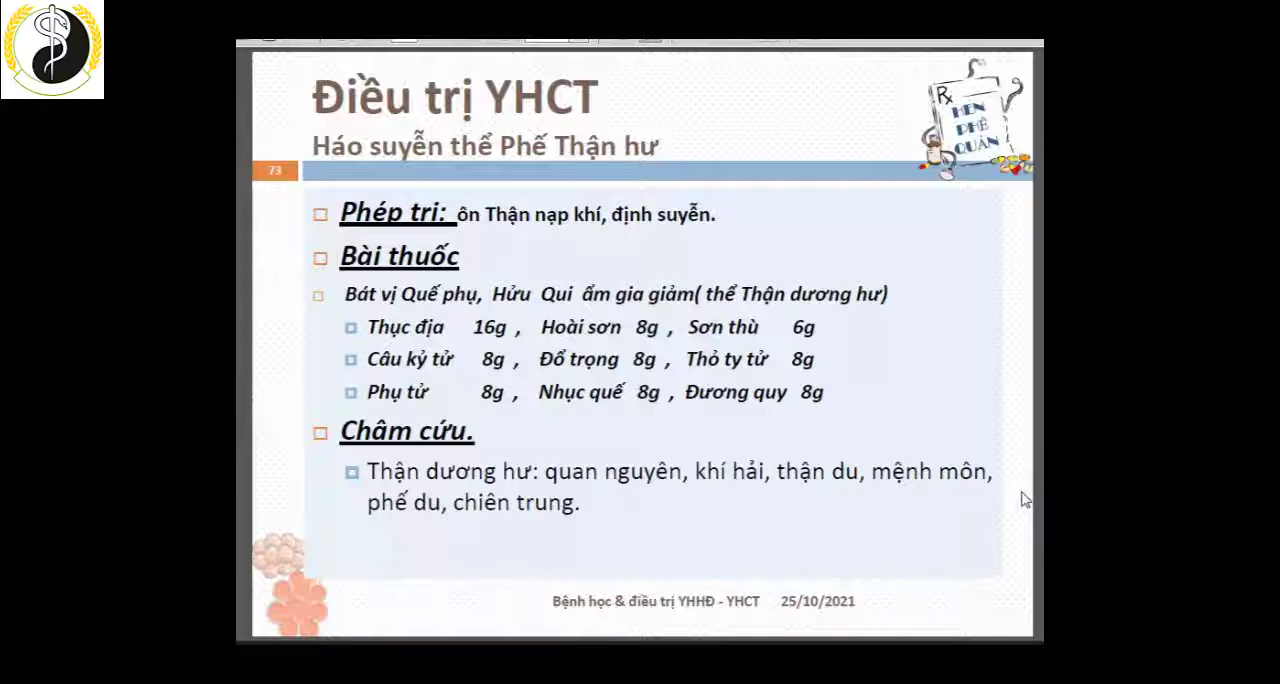 Điều trị YHCT
Háo suyễn thể Phế Thận hư
Rx
HEN
PHẾ
QUẢN
73
Phép trị: ôn Thận nạp khí, định suyễn.
Bài thuốc
Bát vị Quế phụ, Hửu Qui ẩm gia giảm( thể Thận dương hư)
Thục địa 16g , Hoài sơn 8g , Sơn thù 6g
Câu kỷ tử 8g , Đổ trọng 8g , Thỏ ty tử 8g
Phụ tử 8g , Nhục quế 8g , Đương quy 8g
Châm cứu.
Thận dương hư: quan nguyên, khí hải, thận du, mệnh môn,
phế du, chiên trung.
Bệnh học & điều trị YHHĐ - YHCT 25/10/2021